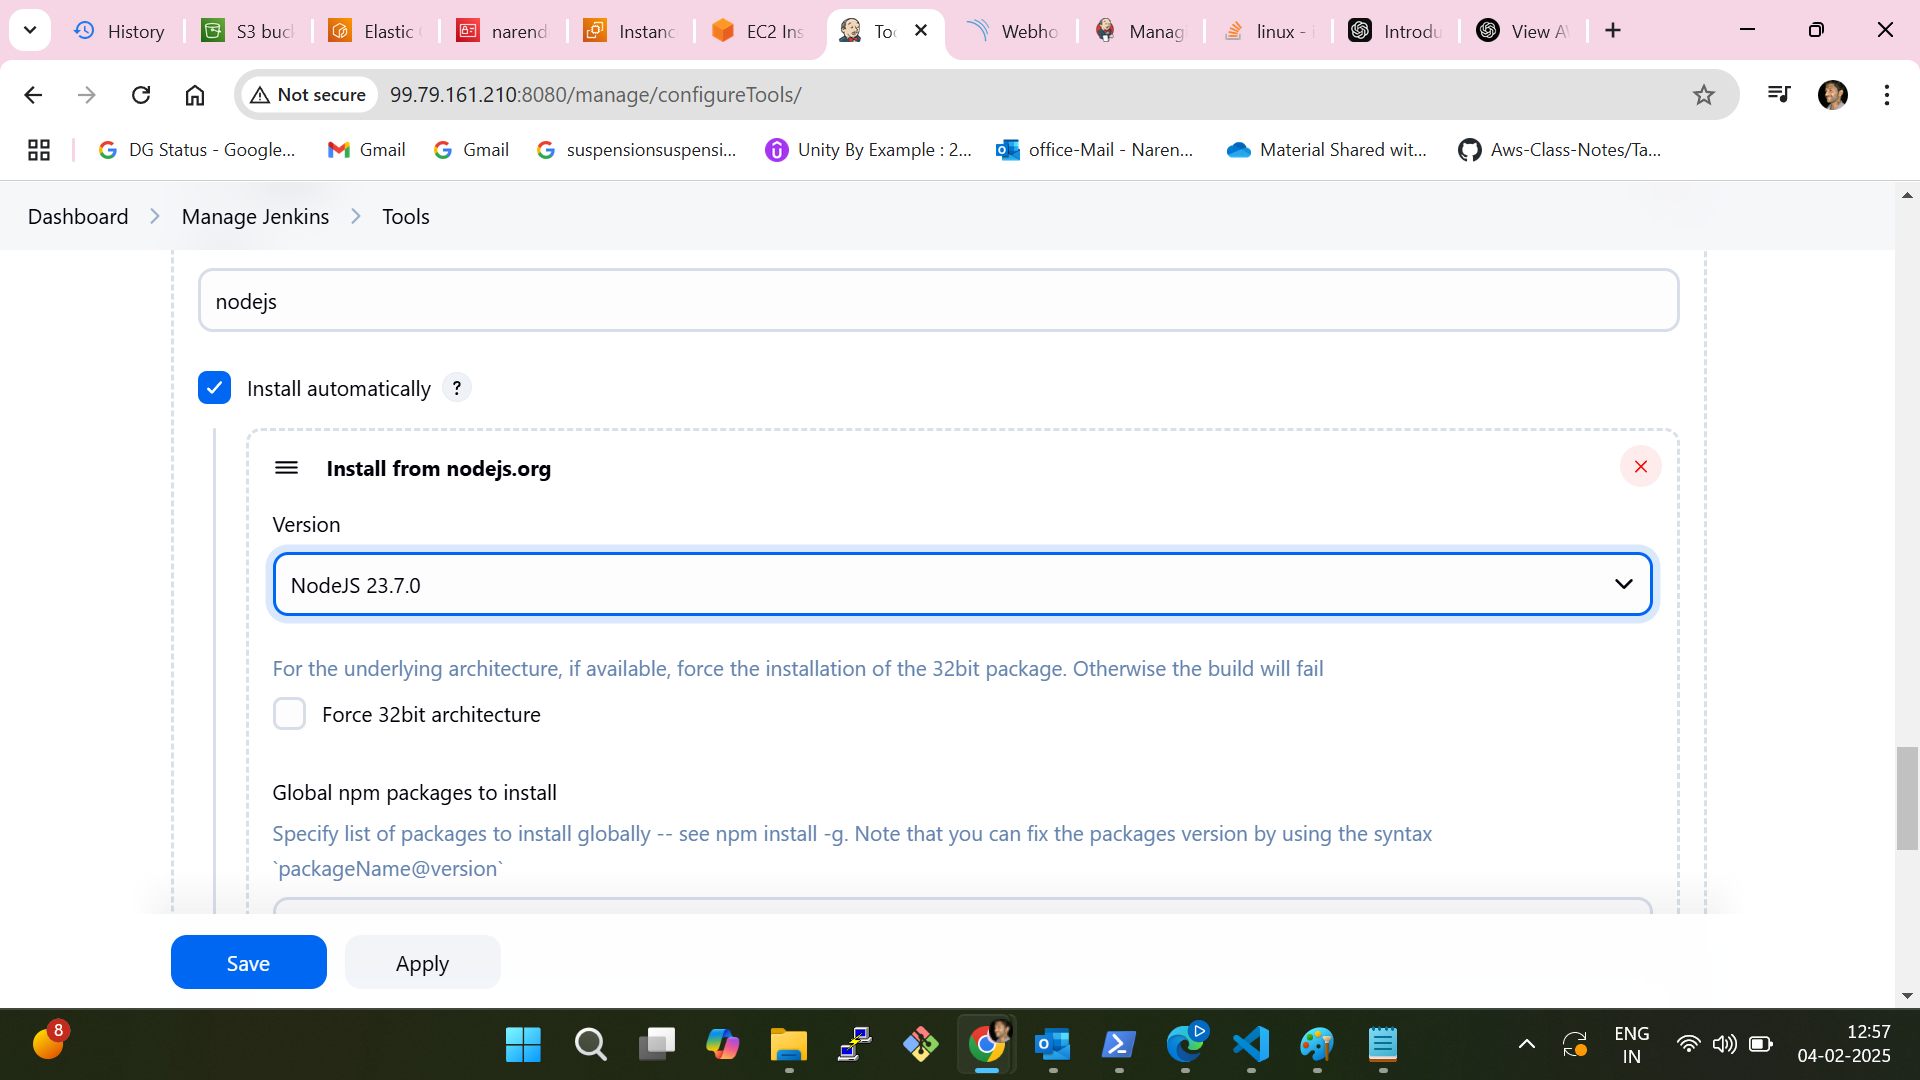 History
S3 buc
Elastic
narend
Instanc
EC2 Ins
Too
Webho
Manag
linux - i
Introdu
View A
Not secure
99.79.161.210:8080/manage/configureTools/
DG Status - Google...
Gmail
Gmail
suspensionsuspensi...
Unity By Example : 2...
office-Mail - Naren...
Material Shared wit...
Aws-Class-Notes/Ta...
Dashboard
Manage Jenkins
Tools
nodejs
Install automatically ?
Install from nodejs.org
Version
NodeJS 23.7.0
For the underlying architecture, if available, force the installation of the 32bit package. Otherwise the build will fail
Force 32bit architecture
Global npm packages to install
Specify list of packages to install globally -- see npm install -g. Note that you can fix the packages version by using the syntax
`packageName@version`
Save
Apply
8
ENG
IN
12:57
04-02-2025